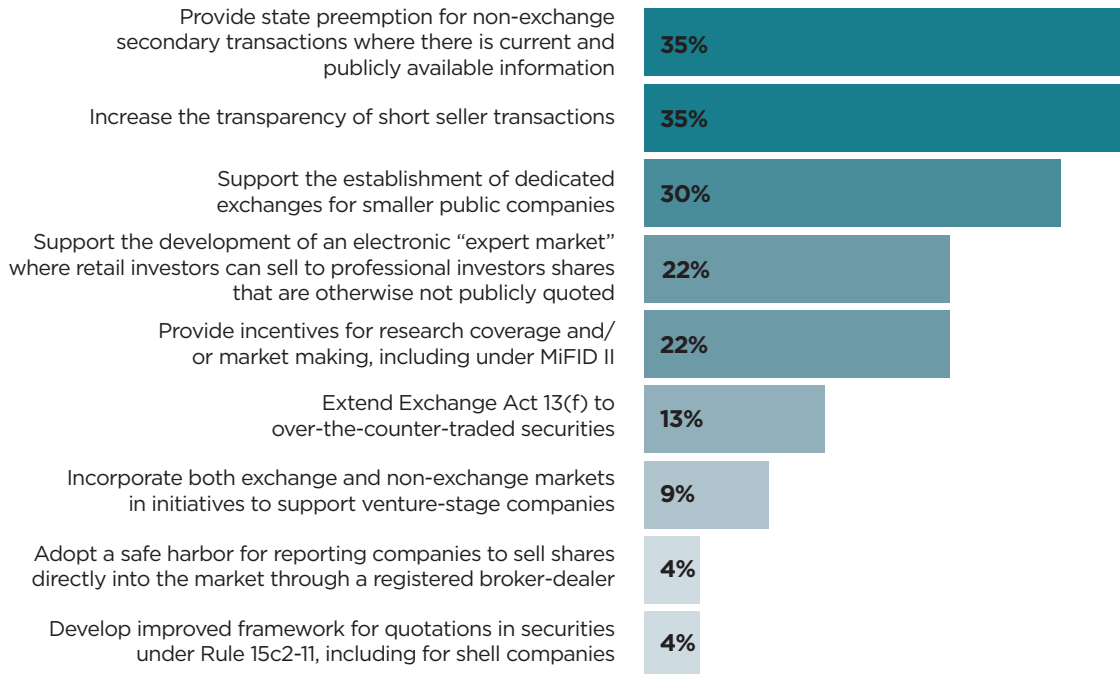 Provide state preemption for non-exchange
secondary transactions where there is current and
publicly available information
35%
Increase the transparency of short seller transactions
35%
Support the establishment of dedicated
exchanges for smaller public companies
30%
Support the development of an electronic “expert market”
where retail investors can sell to professional investors shares
that are otherwise not publicly quoted
22%
Provide incentives for research coverage and/
or market making, including under MiFID II
22%
Extend Exchange Act 13(f) to
over-the-counter-traded securities
13%
Incorporate both exchange and non-exchange markets
in initiatives to support venture-stage companies
9%
Adopt a safe harbor for reporting companies to sell shares
directly into the market through a registered broker-dealer
4%
Develop improved framework for quotations in securities
under Rule 15c2-11, including for shell companies
4%